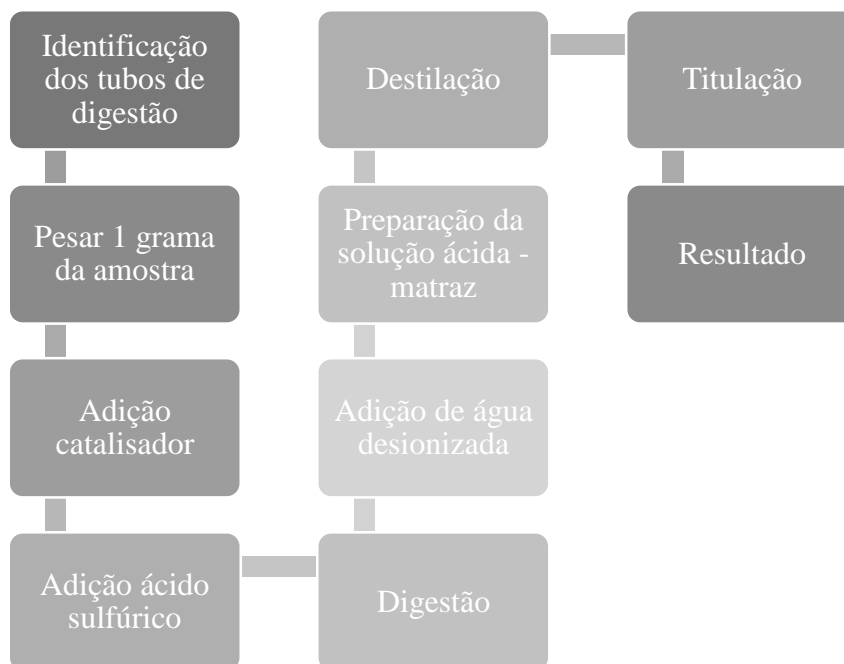 Identificação
dos tubos de
digestão
Pesar 1 grama
da amostra
Adição
catalisador
Adição ácido
sulfúrico
Digestão
Adição de água
desionizada
Preparação da
solução ácida -
matraz
Destilação
Titulação
Resultado